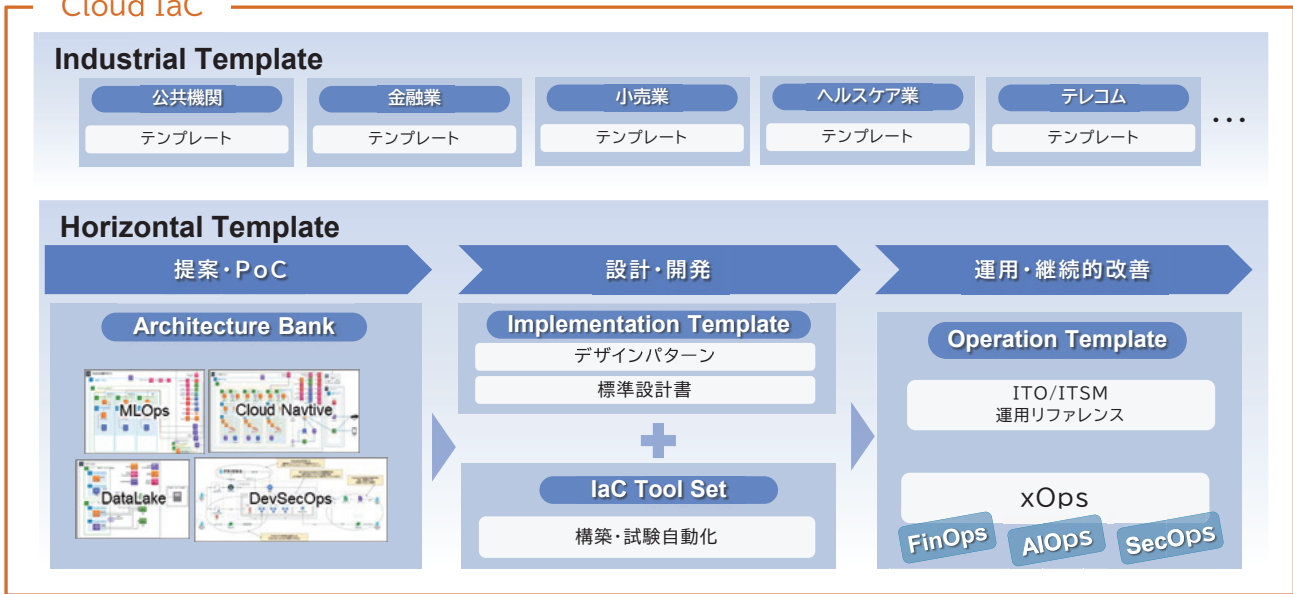 Cloud IaC
Industrial Template
公共機関
金融業
小売業
ヘルスケア業
テレコム
テンプレート
テンプレート
テンプレート
テンプレート
テンプレート
...
Horizontal Template
提案・PoC
設計・開発
運用・継続的改善
Architecture Bank
MLOps
Cloud Navtive
DataLake
DevSecOps
Implementation Template
デザインパターン
標準設計書
IaC Tool Set
構築・試験自動化
Operation Template
ITO/ITSM
運用リファレンス
xOps
FinOps
AIOps
SecOps